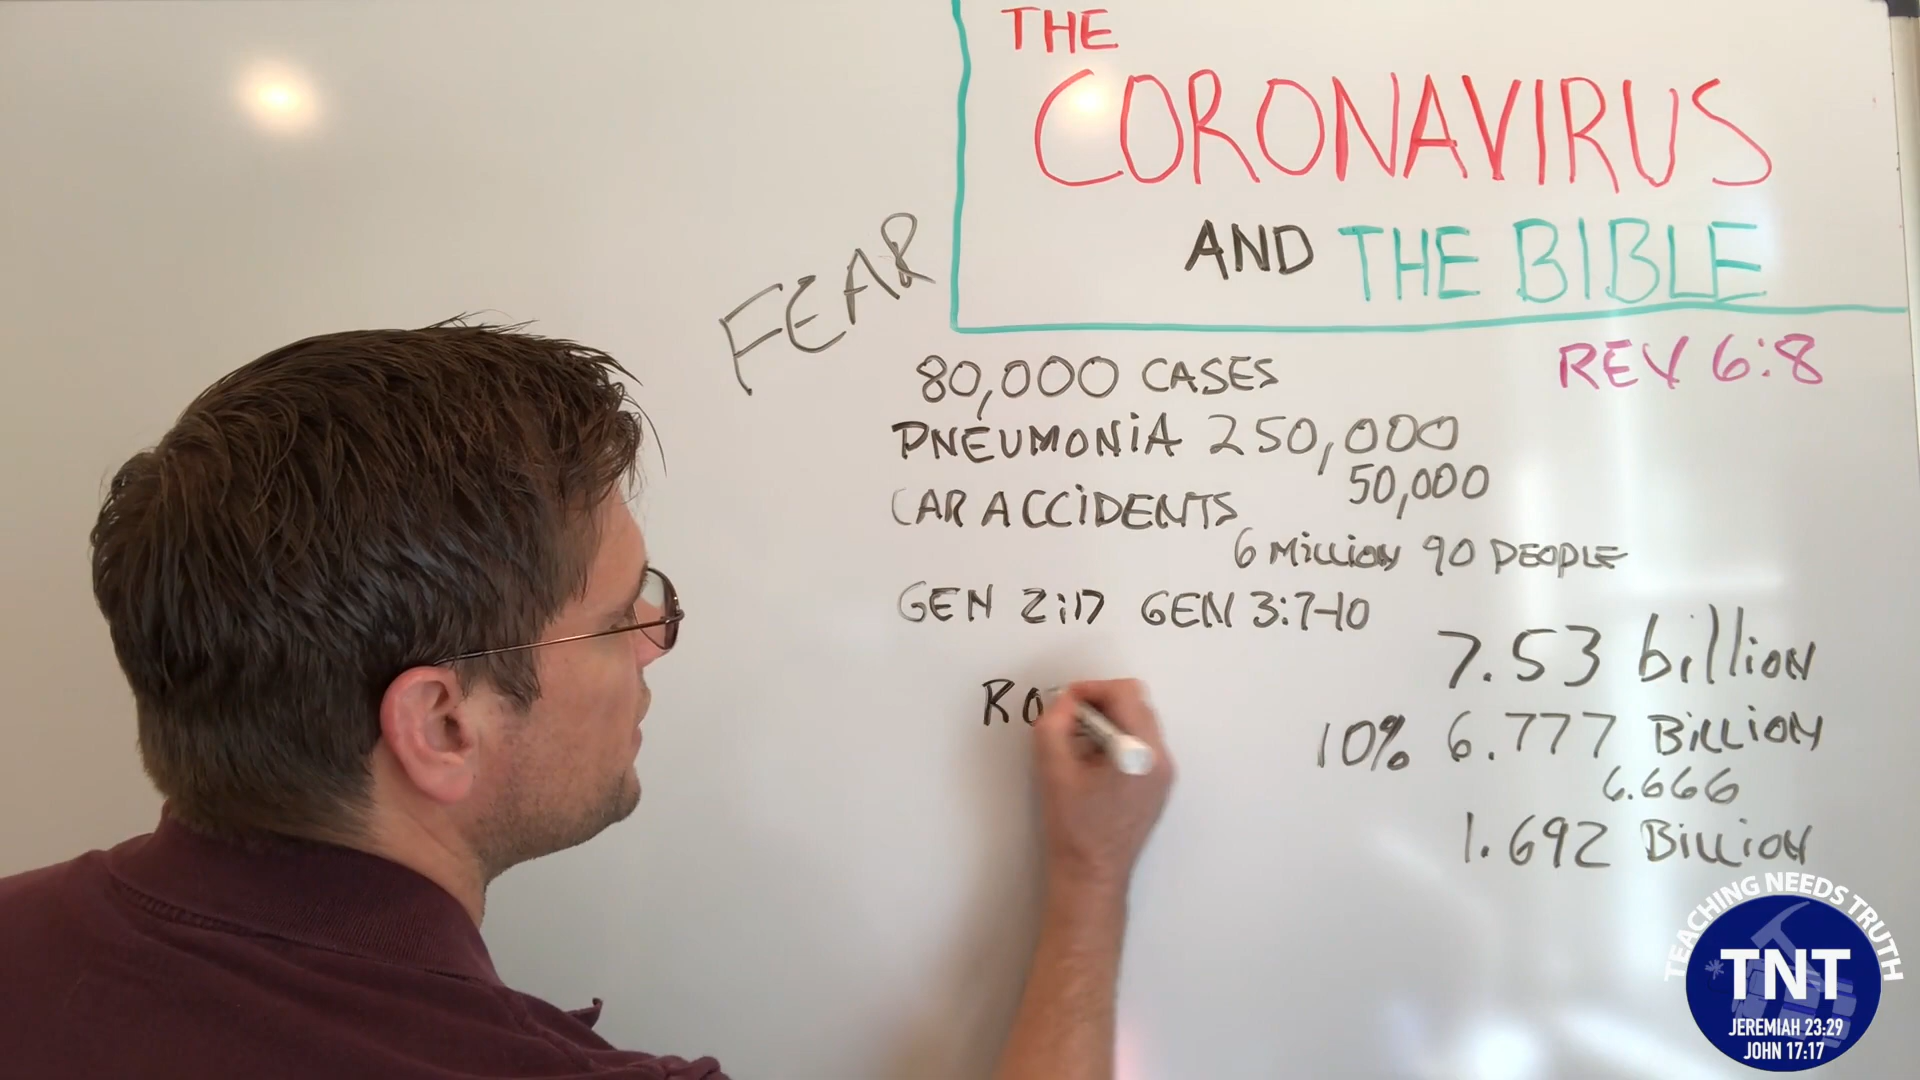 THE
CORONAVIRUS
AND THE BIBLE
FEAR
REV 6:8
80,000 CASES
PNEUMONIA 250,000
50,000
CAR ACCIDENTS
6 MILLION 90 PEOPLE
GEN 2:17 GEN 3:7-10
7.53 billion
RO
10% 6.777 BILLION
6.666
1.692 BILLION
TEACHING NEEDS TRUTH
TNT
JEREMIAH 23:29
JOHN 17:17